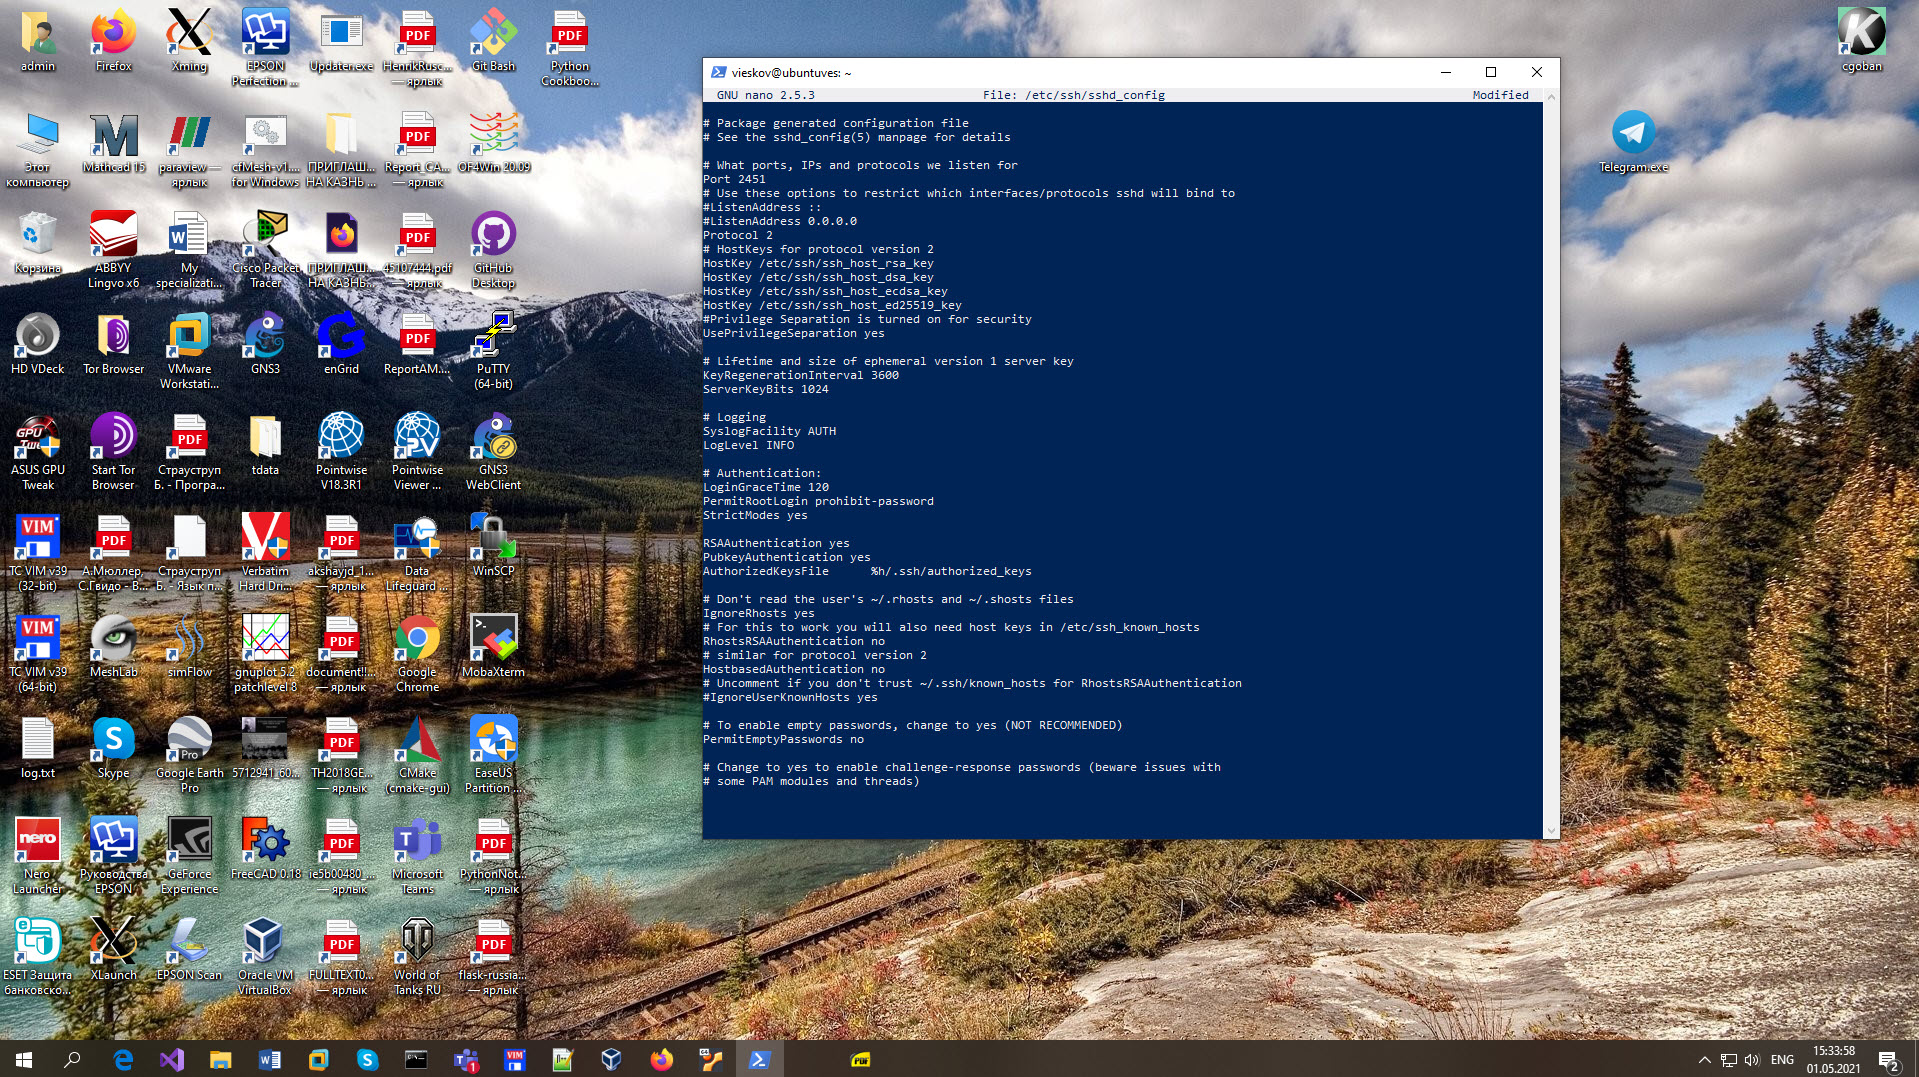 admin
Firefox
Xming
EPSON
Perfection ...
Updater.exe
HenrikRusc...
— ярлык
Git Bash
Python
Cookboo...
Этот
компьютер
Mathcad 15
paraview —
ярлык
cfMesh-v1....
for Windows
ПРИГЛАШ...
НА КАЗНЬ ...
Report_CA...
— ярлык
OF4Win 20.09
Корзина
ABBYY
Lingvo x6
My
specializati...
Cisco Packet
Tracer
ПРИГЛАШ...
НА КАЗНЬ...
45107444.pdf
— ярлык
GitHub
Desktop
HD VDeck
Tor Browser
VMware
Workstati...
GNS3
enGrid
ReportAM....
PuTTY
(64-bit)
ASUS GPU
Tweak
Start Tor
Browser
Страуструп
Б. - Програ...
tdata
Pointwise
V18.3R1
Pointwise
Viewer ...
GNS3
WebClient
TC VIM v39
(32-bit)
А.Мюллер,
С.Гвидо - В...
Страуструп
Б. - Язык п...
Verbatim
Hard Dri...
akshayjd_1...
— ярлык
Data
Lifeguard ...
WinSCP
TC VIM v39
(64-bit)
MeshLab
simFlow
gnuplot 5.2
patchlevel 8
document!!...
— ярлык
Google
Chrome
MobaXterm
log.txt
Skype
Google Earth
Pro
5712941_60...
TH2018GE...
— ярлык
CMake
(cmake-gui)
EaseUS
Partition ...
Nero
Launcher
Руководства
EPSON
GeForce
Experience
FreeCAD 0.18
ie5b00480_...
— ярлык
Microsoft
Teams
PythonNot...
— ярлык
ESET Защита
банковско...
XLaunch
EPSON Scan
Oracle VM
VirtualBox
FULLTEXT0...
— ярлык
World of
Tanks RU
flask-russia...
— ярлык
cgoban
Telegram.exe
vieskov@ubuntuves: ~
GNU nano 2.5.3 File: /etc/ssh/sshd_config Modified
# Package generated configuration file
# See the sshd_config(5) manpage for details
# What ports, IPs and protocols we listen for
Port 2451
# Use these options to restrict which interfaces/protocols sshd will bind to
#ListenAddress ::
#ListenAddress 0.0.0.0
Protocol 2
# HostKeys for protocol version 2
HostKey /etc/ssh/ssh_host_rsa_key
HostKey /etc/ssh/ssh_host_dsa_key
HostKey /etc/ssh/ssh_host_ecdsa_key
HostKey /etc/ssh/ssh_host_ed25519_key
#Privilege Separation is turned on for security
UsePrivilegeSeparation yes
# Lifetime and size of ephemeral version 1 server key
KeyRegenerationInterval 3600
ServerKeyBits 1024
# Logging
SyslogFacility AUTH
LogLevel INFO
# Authentication:
LoginGraceTime 120
PermitRootLogin prohibit-password
StrictModes yes
RSAAuthentication yes
PubkeyAuthentication yes
AuthorizedKeysFile %h/.ssh/authorized_keys
# Don't read the user's ~/.rhosts and ~/.shosts files
IgnoreRhosts yes
# For this to work you will also need host keys in /etc/ssh_known_hosts
RhostsRSAAuthentication no
# similar for protocol version 2
HostbasedAuthentication no
# Uncomment if you don't trust ~/.ssh/known_hosts for RhostsRSAAuthentication
#IgnoreUserKnownHosts yes
# To enable empty passwords, change to yes (NOT RECOMMENDED)
PermitEmptyPasswords no
# Change to yes to enable challenge-response passwords (beware issues with
# some PAM modules and threads)
ENG
15:33:58
01.05.2021
2